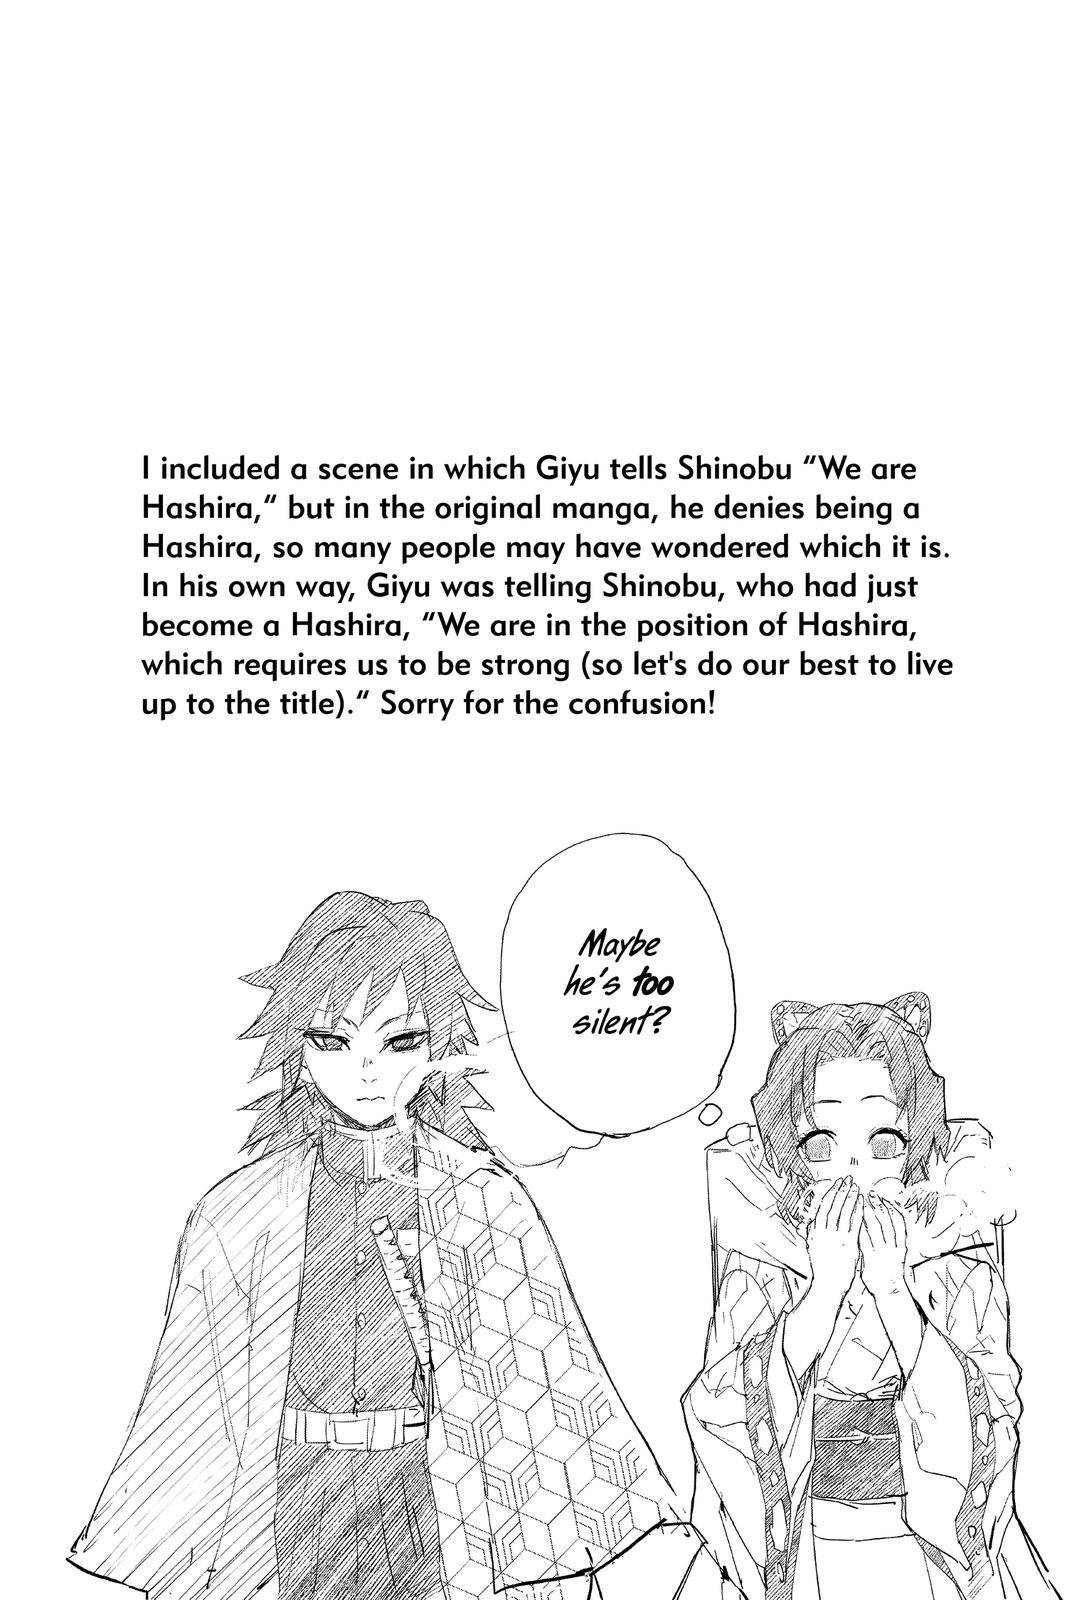 I included a scene in which Giyu tells Shinobu “We are
Hashira,“ but in the original manga, he denies being a
Hashira, so many people may have wondered which it is.
In his own way, Giyu was telling Shinobu, who had just
become a Hashira, “We are in the position of Hashira,
which requires us to be strong (so let's do our best to live
up to the title).“ Sorry for the confusion!
Maybe
he's too
silent?